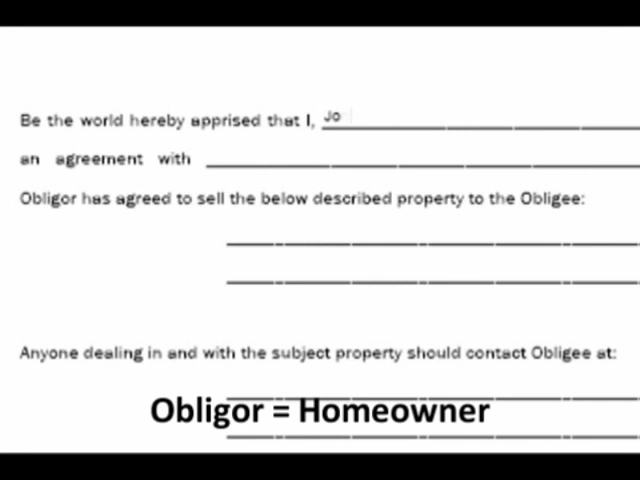 Be the world hereby apprised that I, Jo
an agreement with
Obligor has agreed to sell the below described property to the Obligee:
Anyone dealing in and with the subject property should contact Obligee at:
Obligor = Homeowner